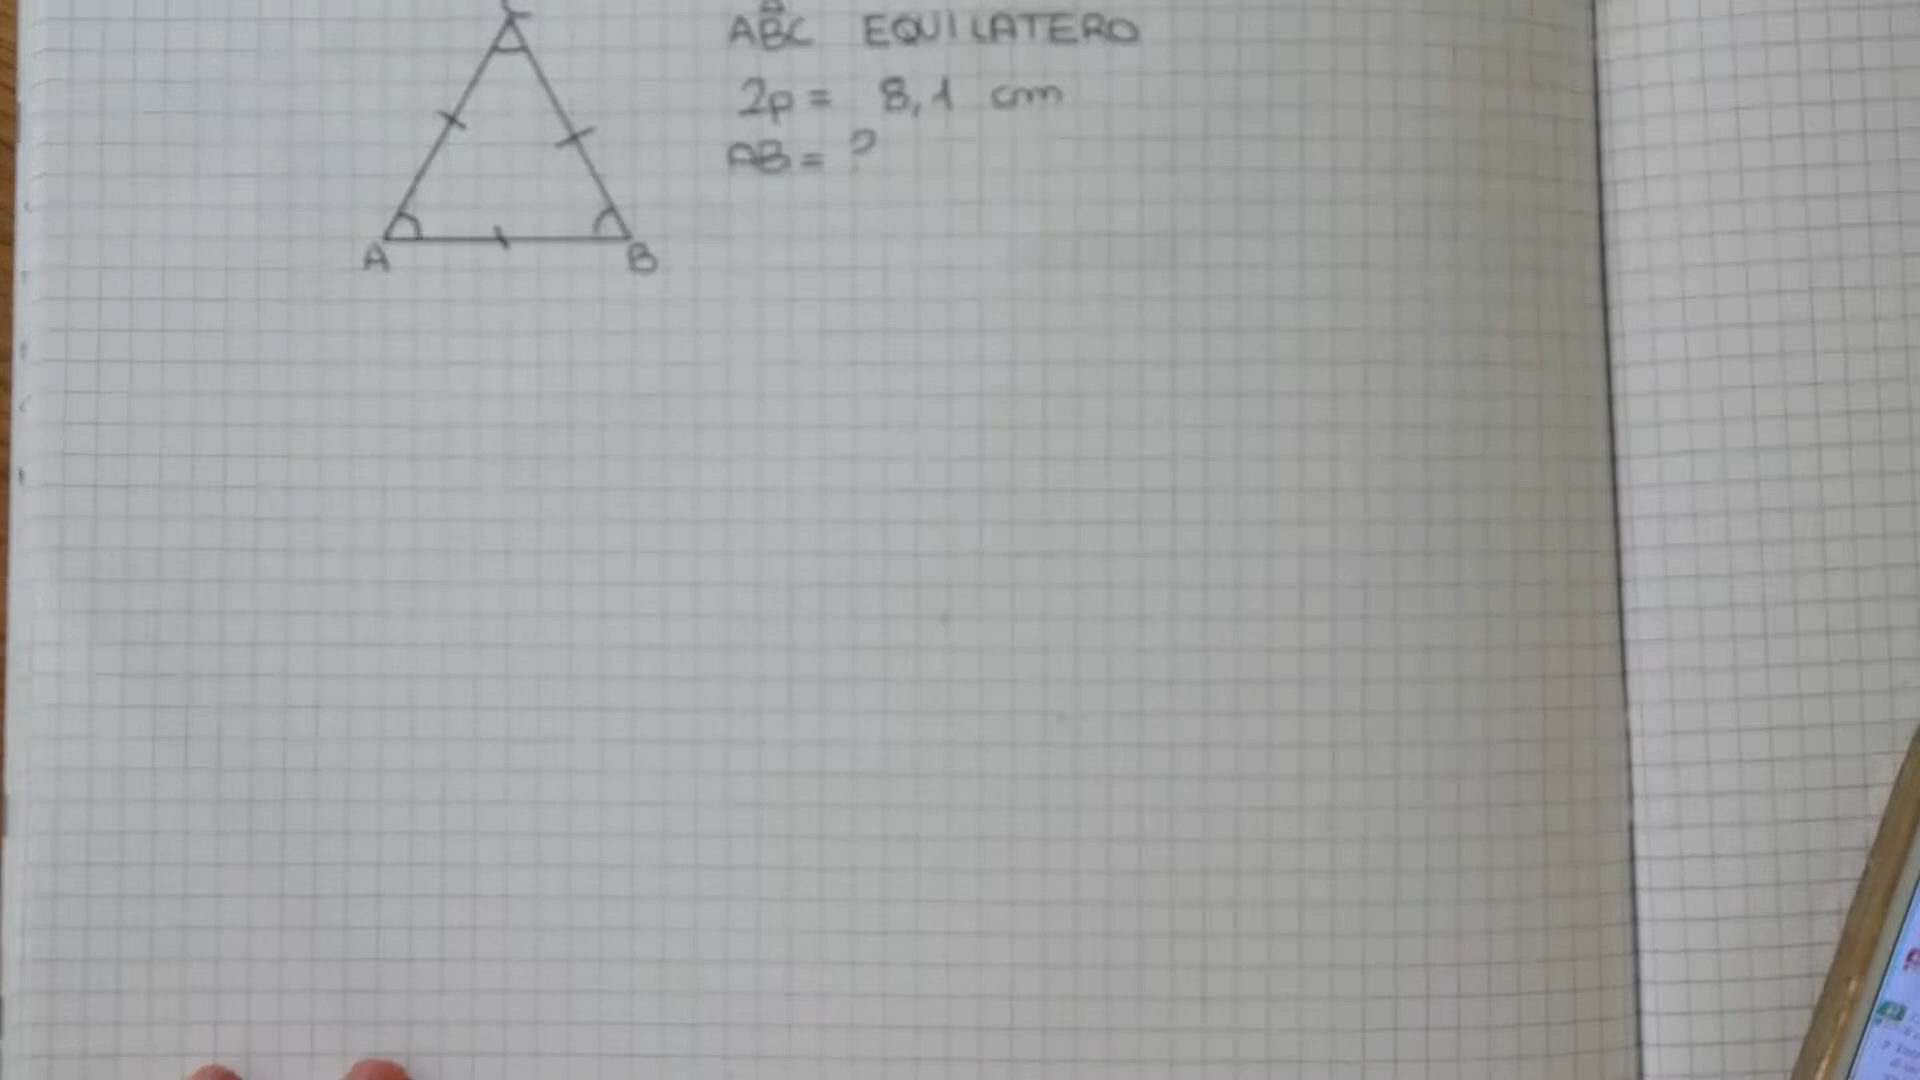 ABC EQUILATERO
2p = 8,1 cm
AB = ?
A
B